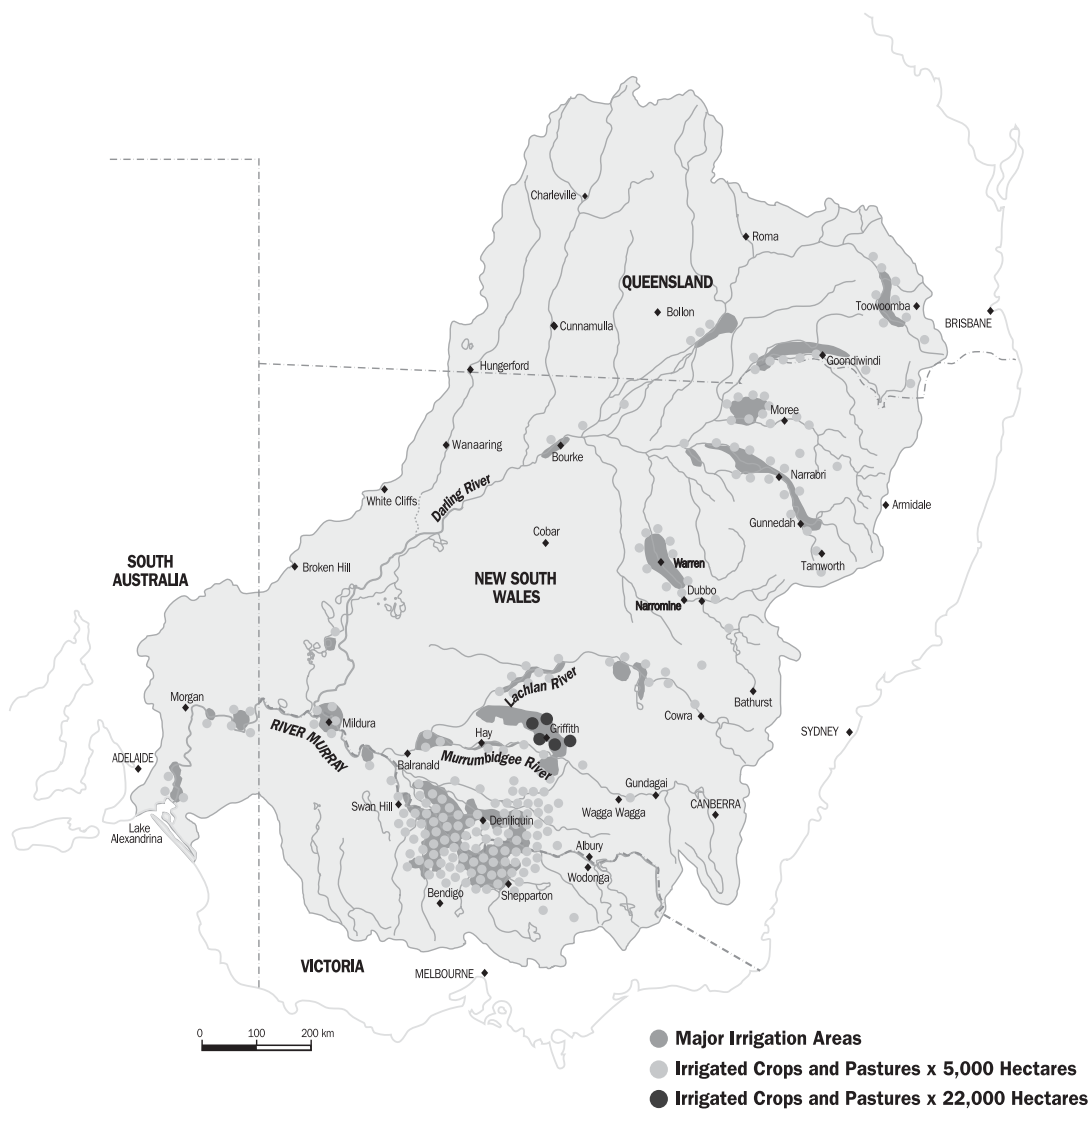 Charleville
Roma
QUEENSLAND
Toowoomba
Bollon
BRISBANE
Cunnamulla
Goondiwindi
Hungerford
Moree
Wanaaring
Bourke
Narrabri
White Cliffs
Darling River
Armidale
Gunnedah
Cobar
SOUTH
AUSTRALIA
Broken Hill
Warren
Tamworth
NEW SOUTH
WALES
Dubbo
Narromine
Lachlan River
Morgan
Bathurst
Cowra
Mildura
RIVER MURRAY
Griffith
Hay
SYDNEY
ADELAIDE
Balranald
Murrumbidgee River
Gundagai
Swan Hill
Wagga Wagga
CANBERRA
Deniliquin
Lake
Alexandrina
Albury
Wodonga
Bendigo
Shepparton
VICTORIA
MELBOURNE
0 100 200 km
Major Irrigation Areas
Irrigated Crops and Pastures x 5,000 Hectares
Irrigated Crops and Pastures x 22,000 Hectares